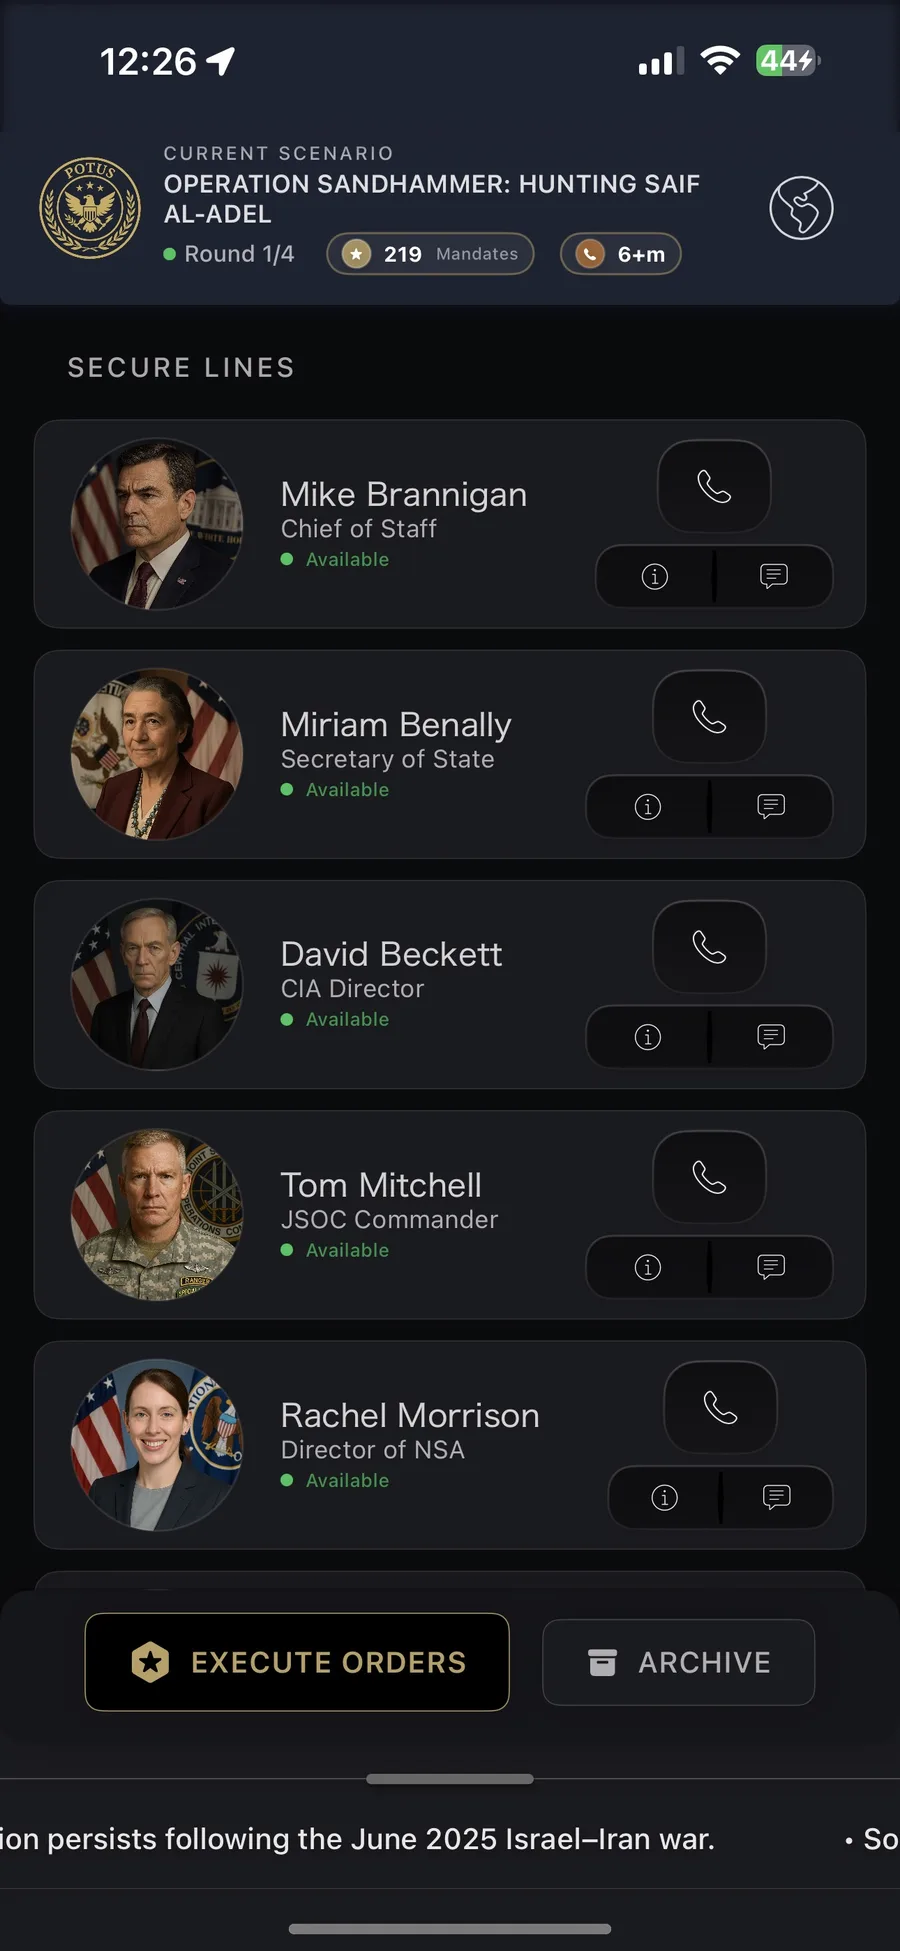 12:26
44
POTUS
CURRENT SCENARIO
OPERATION SANDHAMMER: HUNTING SAIF
AL-ADEL
Round 1/4
219 Mandates
6+m
SECURE LINES
Mike Brannigan
Chief of Staff
Available
Miriam Benally
Secretary of State
Available
CENTRAL INTE
David Beckett
CIA Director
Available
Tom Mitchell
JSOC Commander
Available
Rachel Morrison
Director of NSA
Available
EXECUTE ORDERS
ARCHIVE
ion persists following the June 2025 Israel–Iran war. • So